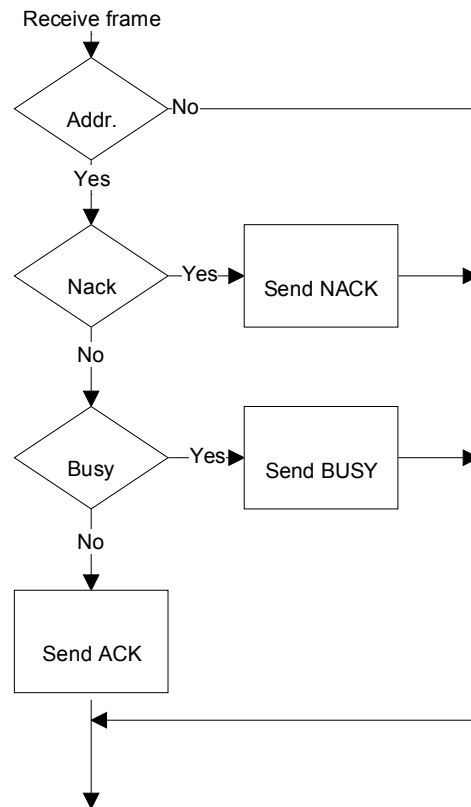 Receive frame
Addr.
No
Yes
Nack
Yes
Send NACK
No
Busy
Yes
Send BUSY
No
Send ACK